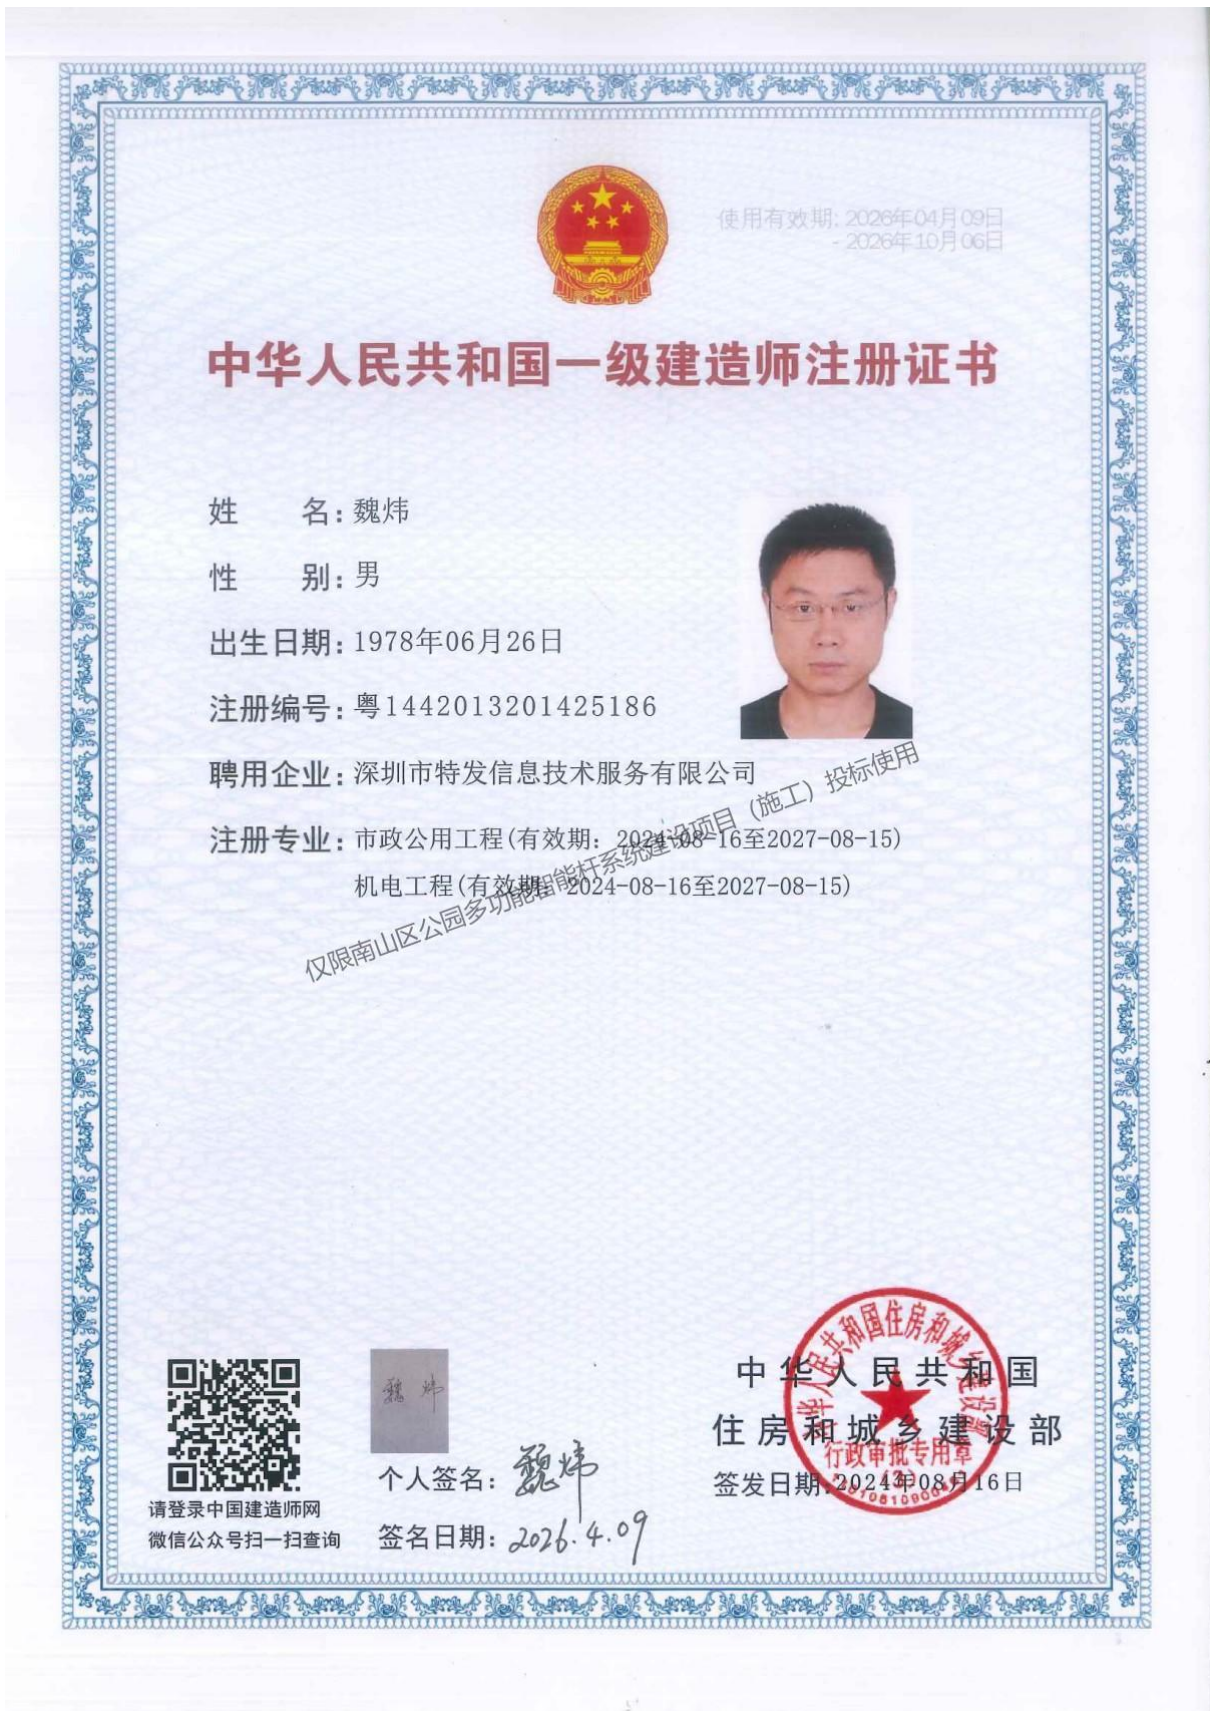 使用有效期: 2026年04月09日
- 2026年10月06日
中华人民共和国一级建造师注册证书
姓 名: 魏炜
性 别: 男
出生日期: 1978年06月26日
注册编号: 粤1442013201425186
聘用企业: 深圳市特发信息技术服务有限公司
注册专业: 市政公用工程(有效期: 2024-08-16至2027-08-15)
机电工程(有效期: 2024-08-16至2027-08-15)
仅限南山区公园多功能智能杆系统建设项目（施工）投标使用
魏 炜
个人签名: 魏炜
签名日期: 2026.4.09
请登录中国建造师网
微信公众号扫一扫查询
中华人民共和国
住房和城乡建设部
签发日期:2024年08月16日
中华人民共和国住房和城乡建设部
行政审批专用章